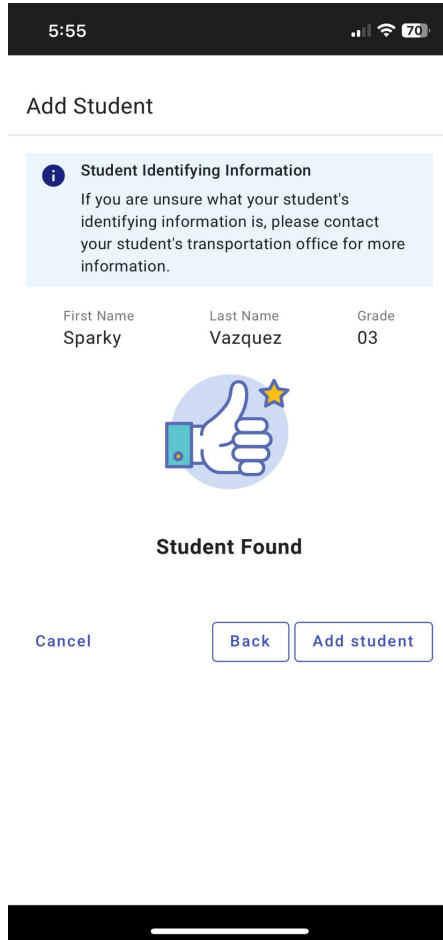 5:55
70
Add Student
Student Identifying Information
If you are unsure what your student's
identifying information is, please contact
your student's transportation office for more
information.
First Name Last Name Grade
Sparky Vazquez 03
Student Found
Cancel Back Add student